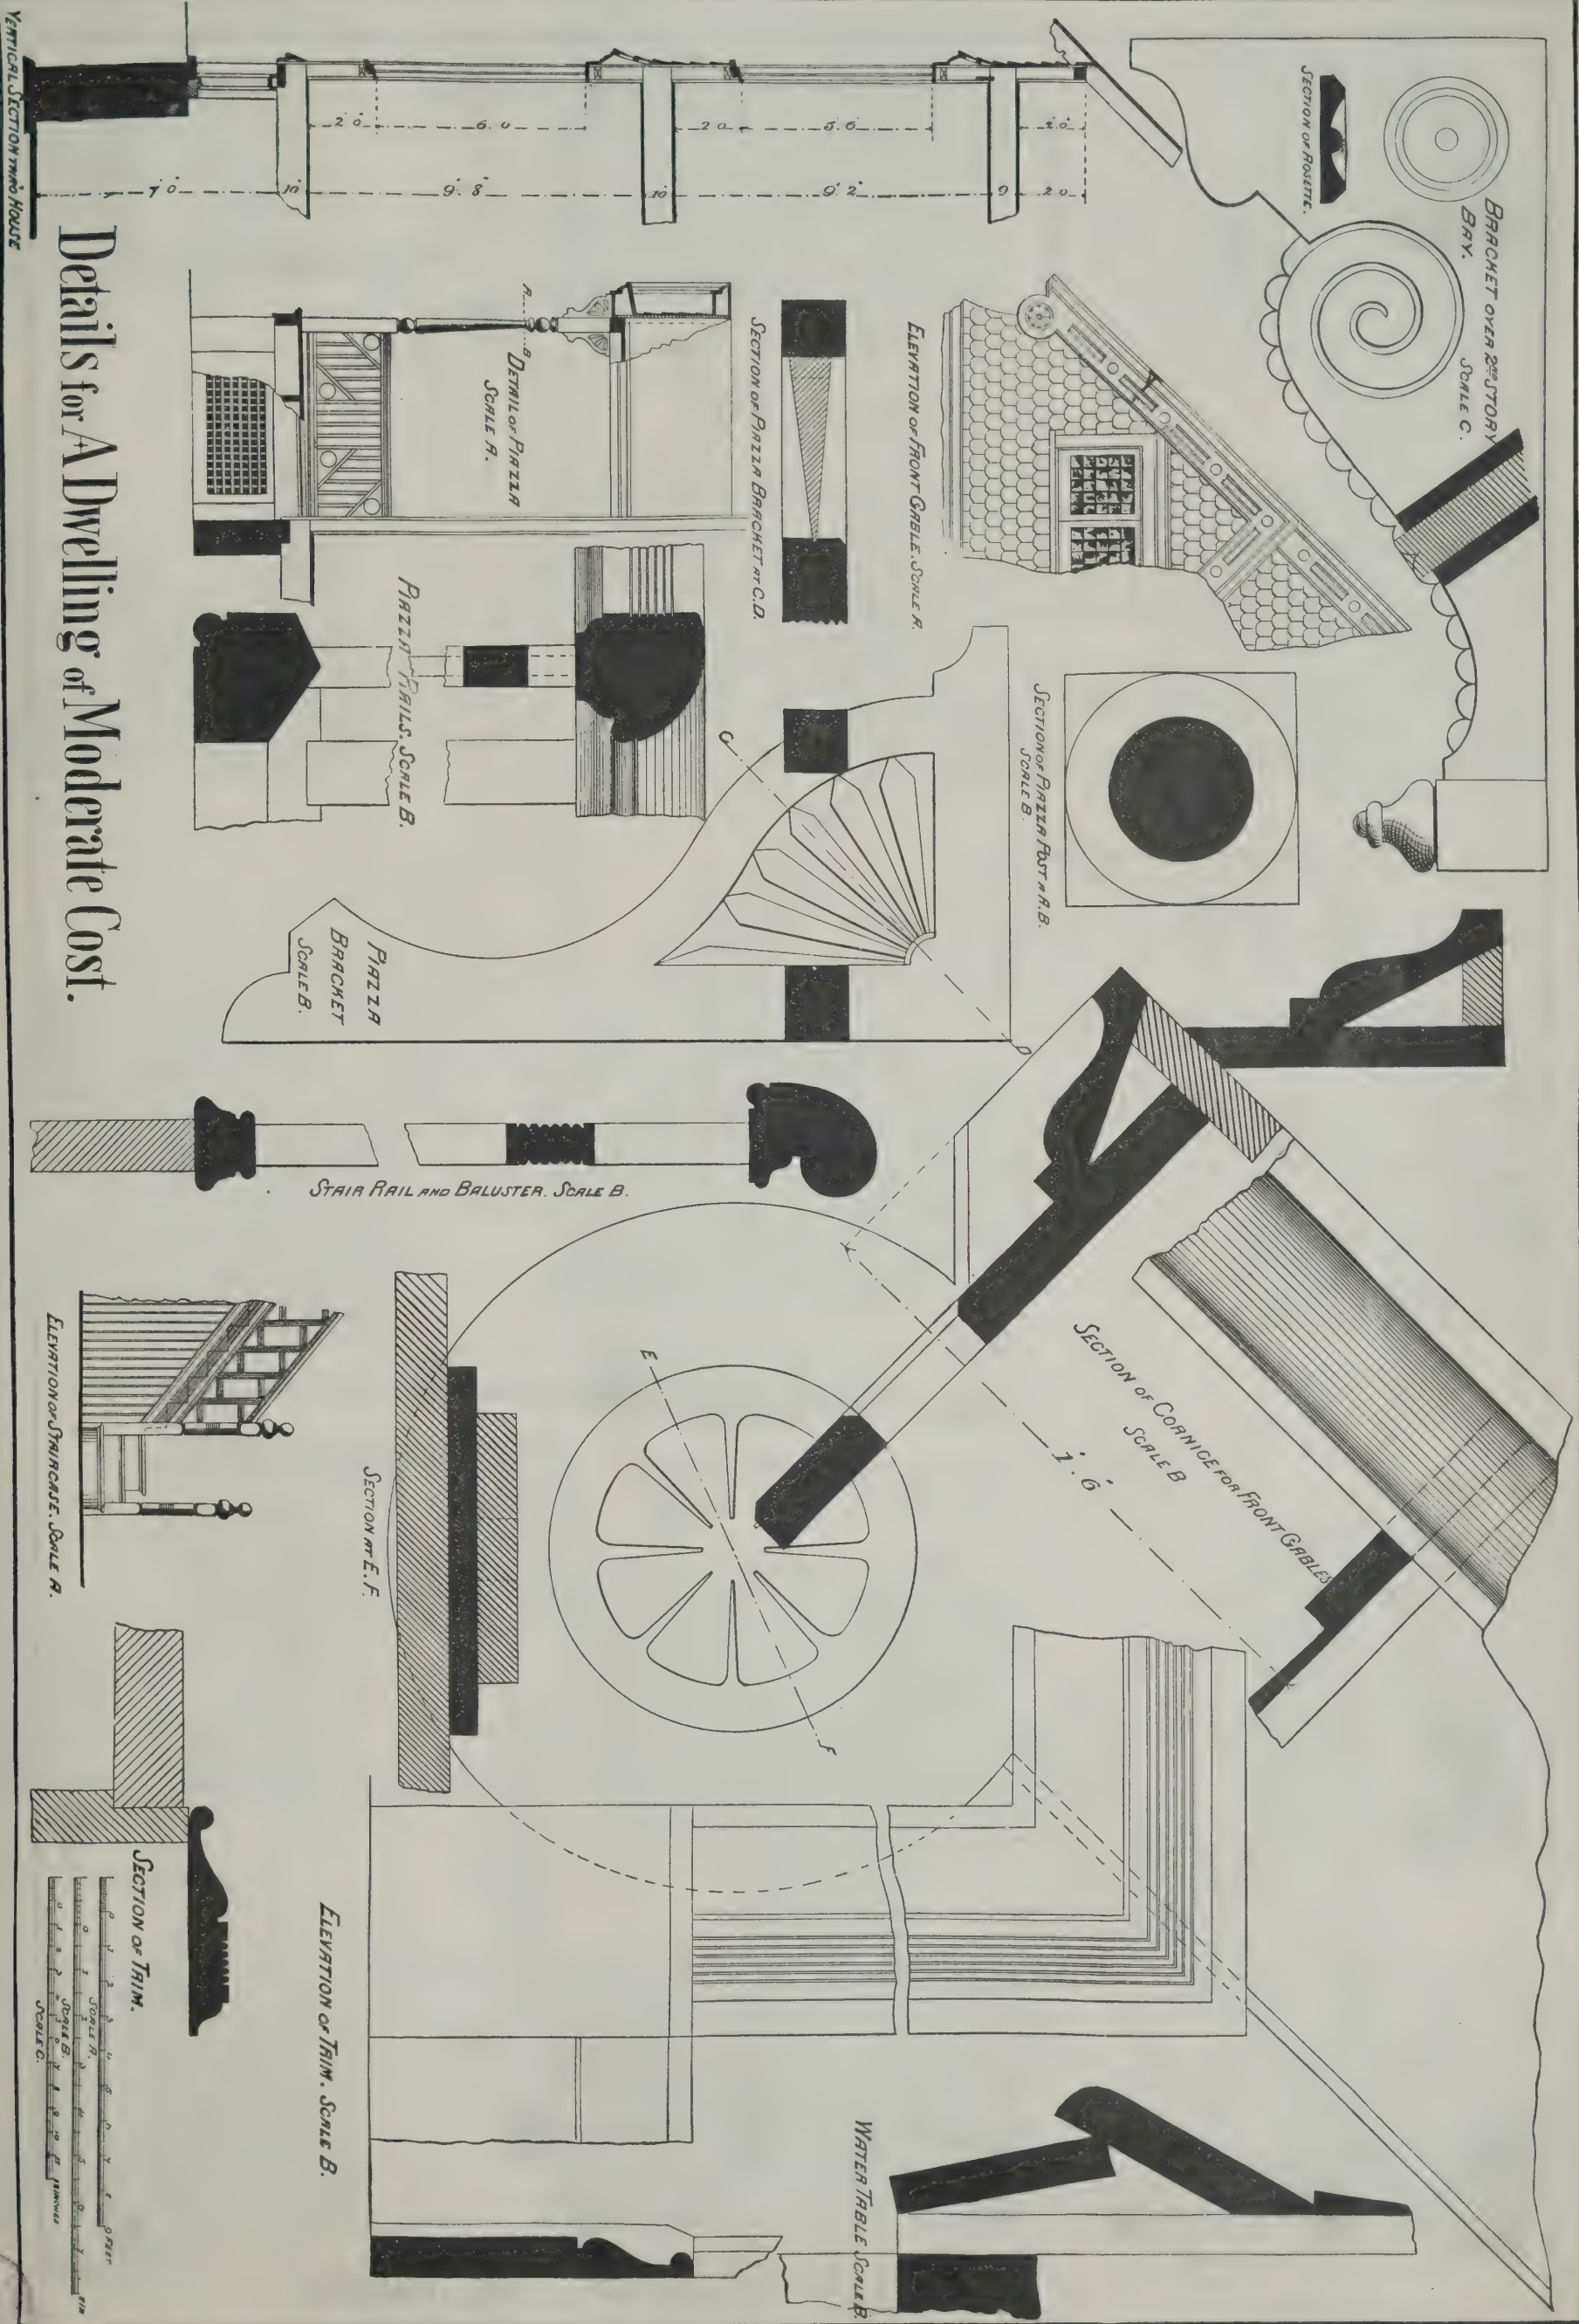 BRACKET OVER 2ND STORY
BAY.
SCALE C.
SECTION OF ROSETTE.
ELEVATION OF FRONT GABLE. SCALE A.
SECTION OF PIAZZA BRACKET AT C.D.
A
B
DETAIL OF PIAZZA
SCALE A.
2.0
6.0
2.0
5.6
2.0
7.0
10
9.8
10
9.2
9
2.0
VERTICAL SECTION THRO HOUSE
SECTION OF PIAZZA POST AT A.B.
SCALE B.
PIAZZA RAILS. SCALE B.
C
D
PIAZZA
BRACKET
SCALE B.
STAIR RAIL AND BALUSTER. SCALE B.
SECTION OF CORNICE FOR FRONT GABLES
SCALE B
1.6
E
F
SECTION AT E.F.
ELEVATION OF STAIRCASE. SCALE A.
ELEVATION OF TRIM. SCALE B.
WATER TABLE SCALE B.
SECTION OF TRIM.
9 FEET
SCALE A.
SCALE B.
12 INCHES
SCALE C.
Details for A Dwelling of Moderate Cost.